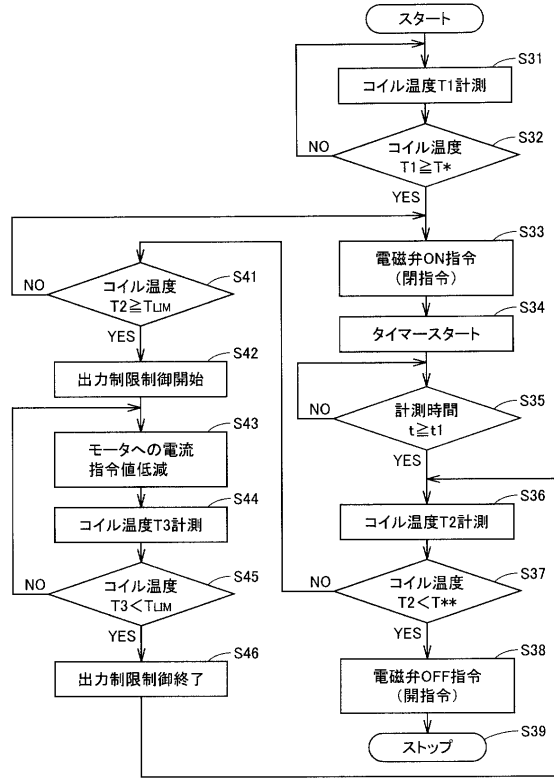 スタート
S31
コイル温度T1計測
S32
コイル温度
T1≧T*
NO
YES
S33
電磁弁ON指令
(閉指令)
S34
タイマースタート
S35
計測時間
t≧t1
NO
YES
S36
コイル温度T2計測
S37
コイル温度
T2<T**
NO
YES
S38
電磁弁OFF指令
(開指令)
S39
ストップ
S41
コイル温度
T2≧TLIM
NO
YES
S42
出力制限制御開始
S43
モータへの電流
指令値低減
S44
コイル温度T3計測
S45
コイル温度
T3<TLIM
NO
YES
S46
出力制限制御終了